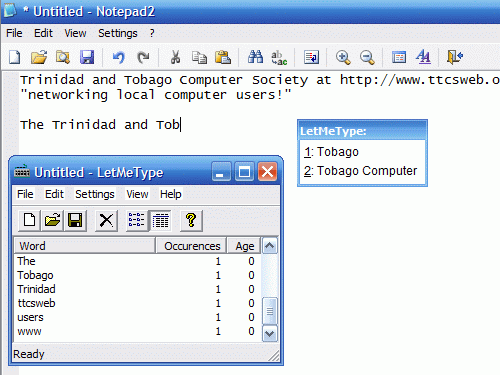 * Untitled - Notepad2
File Edit View Settings ?
Trinidad and Tobago Computer Society at http://www.ttcsweb.o
"networking local computer users!"
The Trinidad and Tob
LetMeType:
1: Tobago
2: Tobago Computer
Untitled - LetMeType
File Edit Settings View Help
Word Occurences Age
The 1 0
Tobago 1 0
Trinidad 1 0
ttcsweb 1 0
users 1 0
www 1 0
Ready